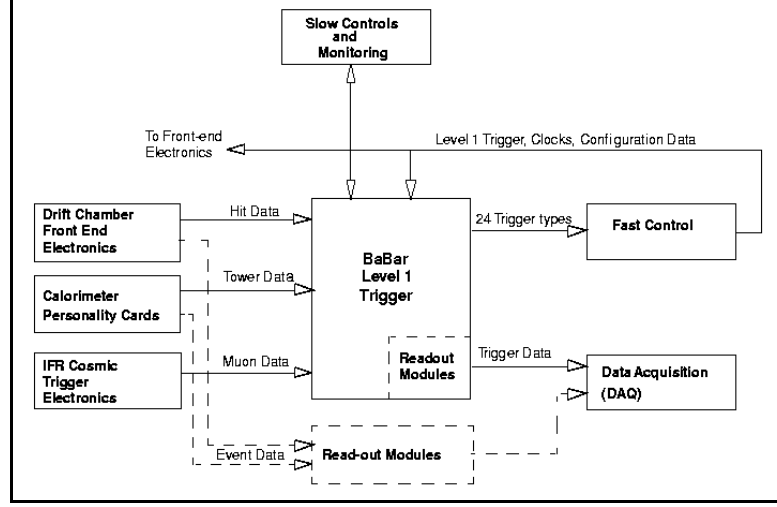 Slow Controls
and
Monitoring
To Front-end
Electronics
Level 1 Trigger, Clocks, Configuration Data
Drift Chamber
Front End
Electronics
Hit Data
BaBar
Level 1
Trigger
24 Trigger types
Fast Control
Calorimeter
Personality Cards
Tower Data
IFR Cosmic
Trigger
Electronics
Muon Data
Readout
Modules
Trigger Data
Data Acquisition
(DAQ)
Event Data
Read-out Modules